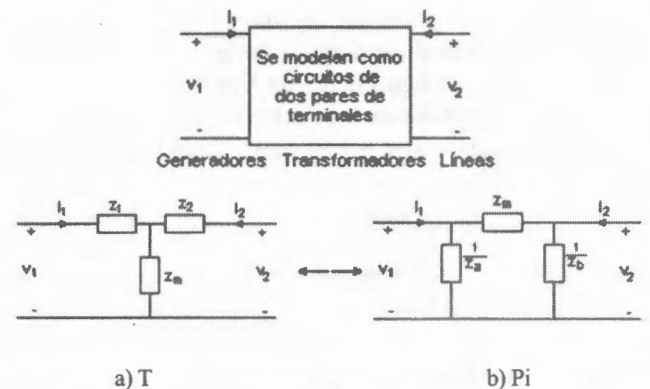 I₁ I₂
+ +
Se modelan como
circuitos de
dos pares de
terminales
V₁ V₂
- -
Generadores Transformadores Líneas
I₁ Z₁ Z₂ I₂
+ +
V₁ Zₘ V₂
- -
I₁ Zₘ I₂
+ +
V₁ 1/Zₐ 1/Z_b V₂
- -
a) T b) Pi